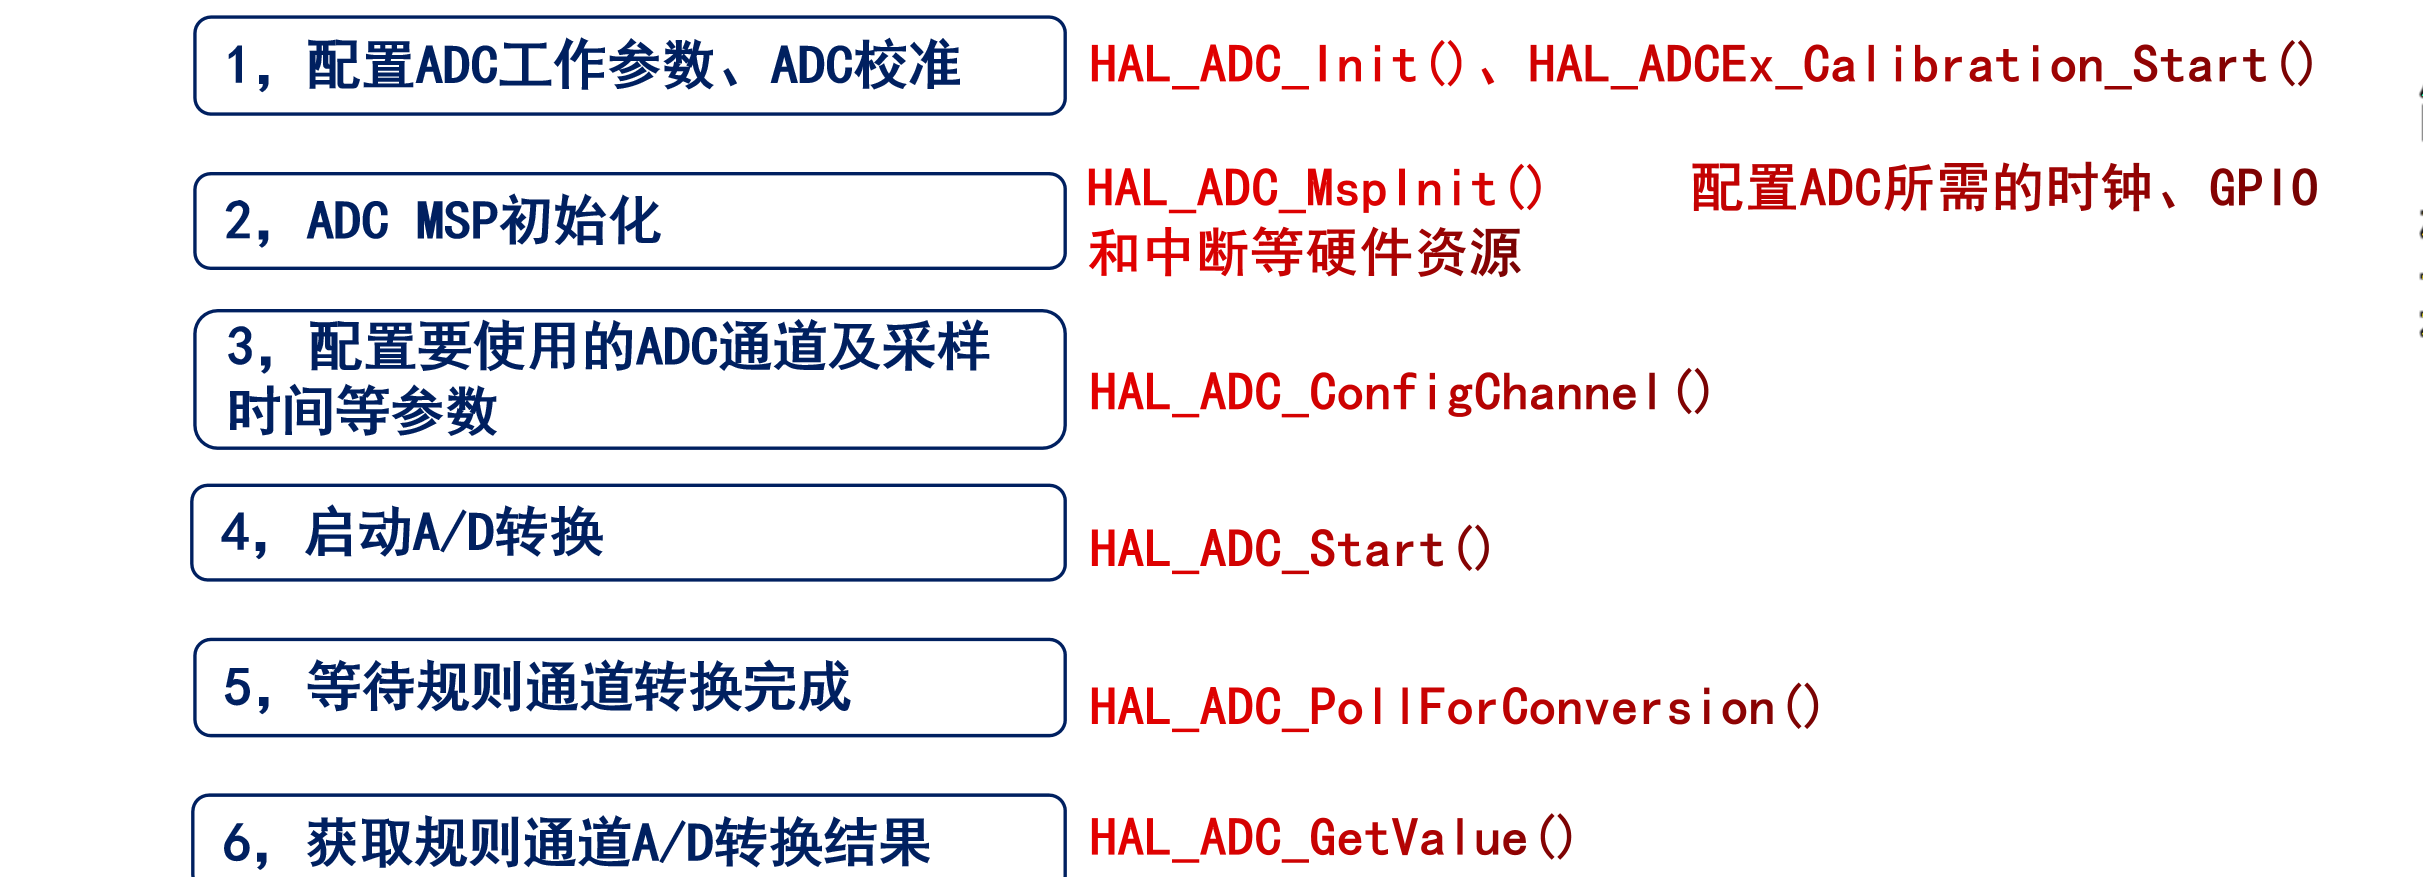 1，配置ADC工作参数、ADC校准
HAL_ADC_Init()、HAL_ADCEx_Calibration_Start()
2，ADC MSP初始化
HAL_ADC_MspInit() 配置ADC所需的时钟、GPIO
和中断等硬件资源
3，配置要使用的ADC通道及采样
时间等参数
HAL_ADC_ConfigChannel()
4，启动A/D转换
HAL_ADC_Start()
5，等待规则通道转换完成
HAL_ADC_PollForConversion()
6，获取规则通道A/D转换结果
HAL_ADC_GetValue()